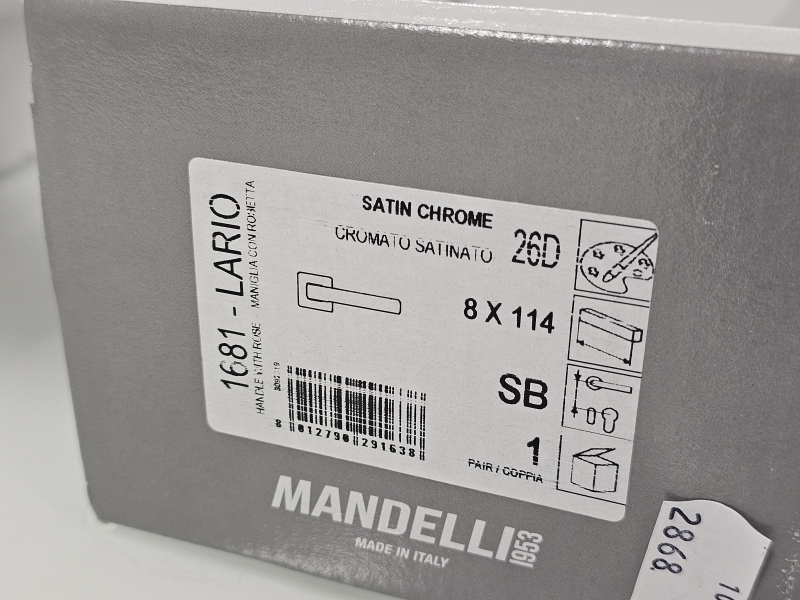 1681 - LARIO
HANDLE WITH ROSE - MANIGLIA CON ROSETTA
SATIN CHROME
CROMATO SATINATO
26D
8 X 114
SB
1
PAIR / COPPIA
8 012790 291638
MANDELLI 1953
MADE IN ITALY
2868